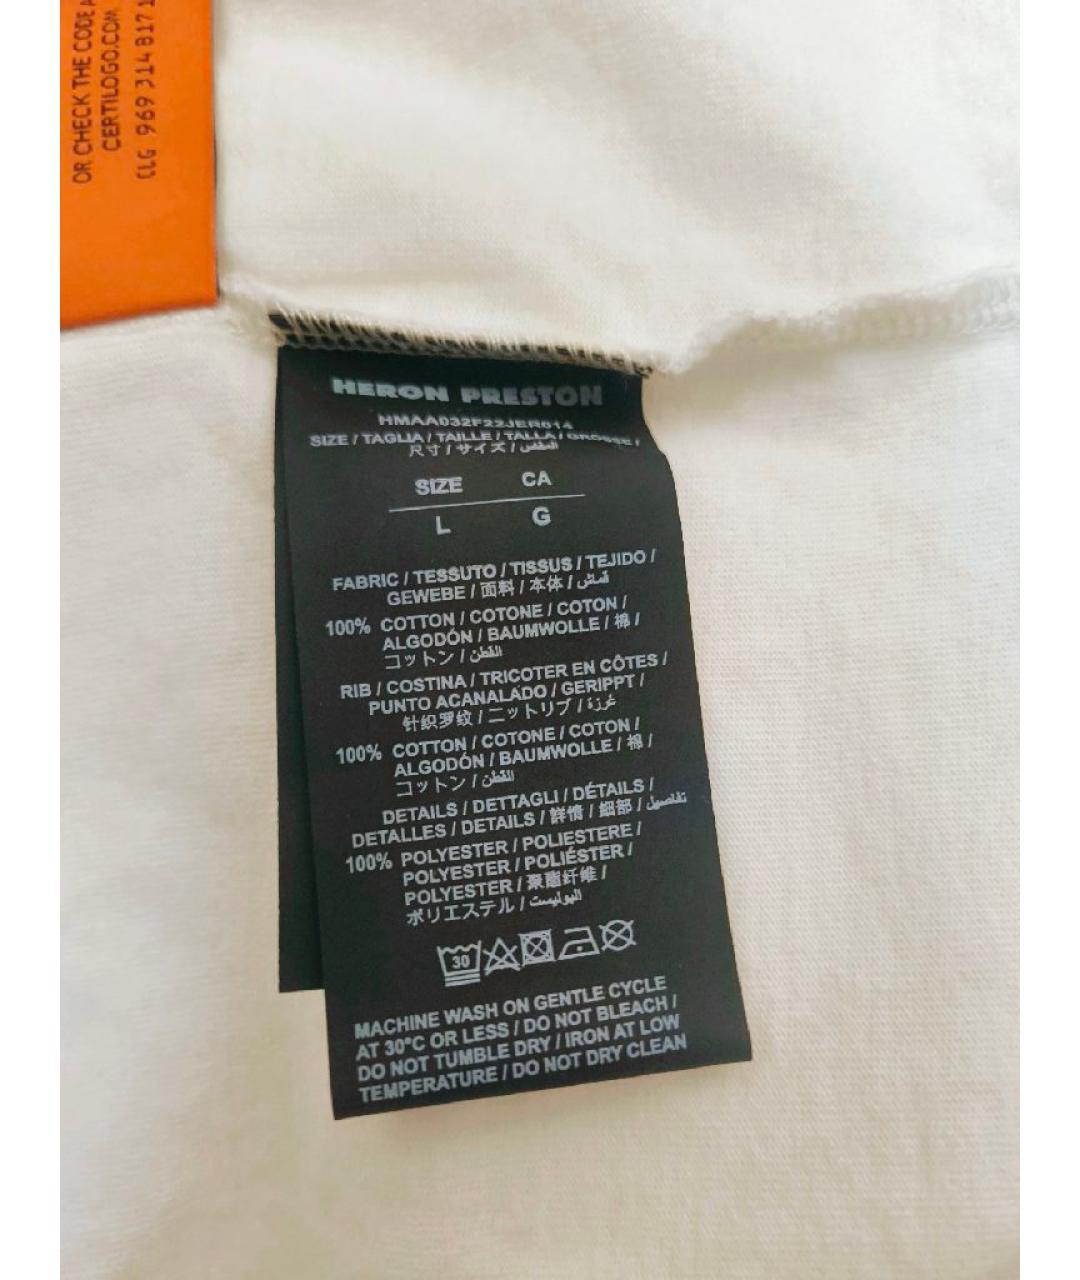 OR CHECK THE CODE
CERTILOGO.COM
CLG 969 314 817
HERON PRESTON
HMAA032F22JER014
SIZE / TAGLIA / TAILLE / TALLA / GROSSE /
尺寸 / サイズ / المقاس
SIZE CA
L G
FABRIC / TESSUTO / TISSUS / TEJIDO /
GEWEBE / 面料 / 本体 / قماش
100% COTTON / COTONE / COTON /
ALGODÓN / BAUMWOLLE / 棉 /
コットン / القطن
RIB / COSTINA / TRICOTER EN CÔTES /
PUNTO ACANALADO / GERIPPT /
针织罗纹 / ニットリブ / غرزة
100% COTTON / COTONE / COTON /
ALGODÓN / BAUMWOLLE / 棉 /
コットン / القطن
DETAILS / DETTAGLI / DÉTAILS /
DETALLES / DETAILS / 詳情 / 細部 / تفاصيل
100% POLYESTER / POLIESTERE /
POLYESTER / POLIÉSTER /
POLYESTER / 聚酯纤维 /
ポリエステル / البوليستر
30
MACHINE WASH ON GENTLE CYCLE
AT 30°C OR LESS / DO NOT BLEACH /
DO NOT TUMBLE DRY / IRON AT LOW
TEMPERATURE / DO NOT DRY CLEAN